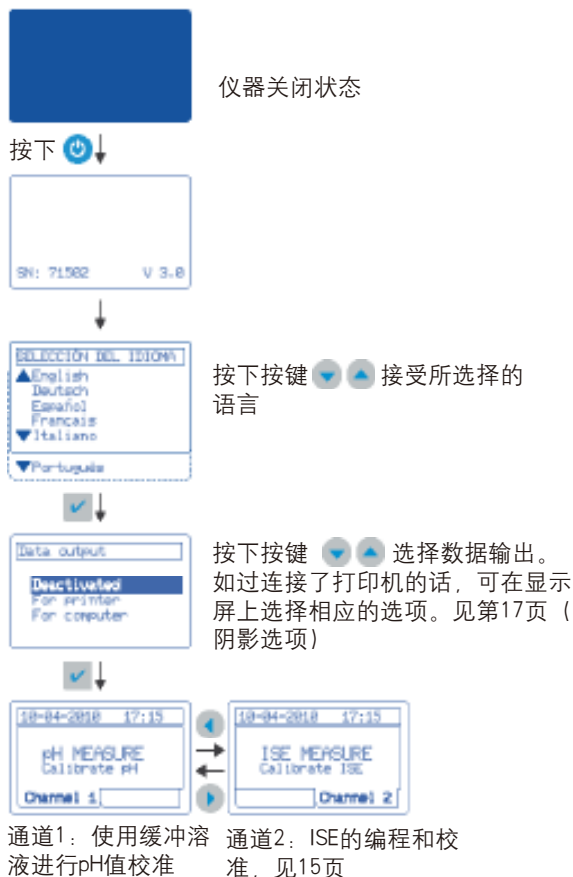 仪器关闭状态
按下
SN: 71502 V 3.0
SELECCIÓN DEL IDIOMA
English
Deutsch
Español
Francais
Italiano
Português
按下按键 接受所选择的
语言
Data output
Deactivated
For printer
For computer
按下按键 选择数据输出。
如过连接了打印机的话，可在显示
屏上选择相应的选项。见第17页（
阴影选项）
10-04-2010 17:15
pH MEASURE
Calibrate pH
Channel 1
10-04-2010 17:15
ISE MEASURE
Calibrate ISE
Channel 2
通道1：使用缓冲溶
液进行pH值校准
通道2：ISE的编程和校
准，见15页